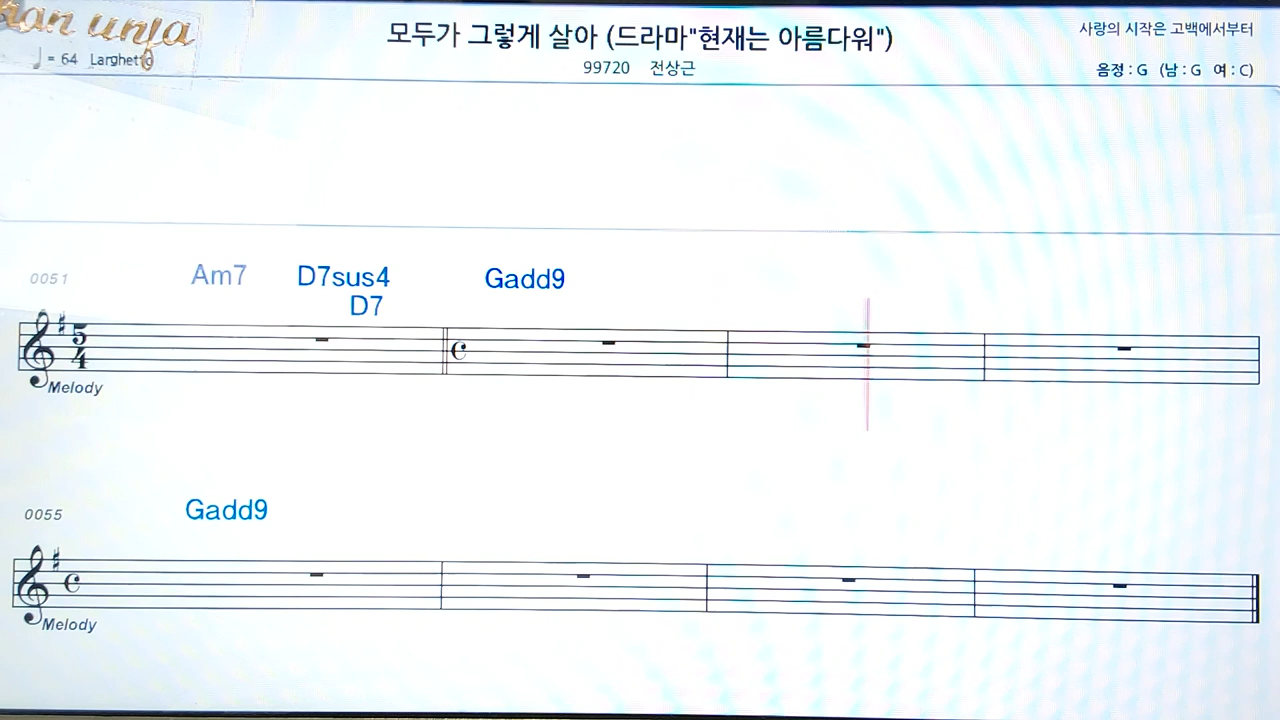 모두가 그렇게 살아 (드라마"현재는 아름다워")
사랑의 시작은 고백에서부터
♩ = 64 Larghetto
99720 전상근
음정 : G (남 : G 여 : C)
0051 Am7 D7sus4 Gadd9
D7
5
4
Melody
0055 Gadd9
Melody